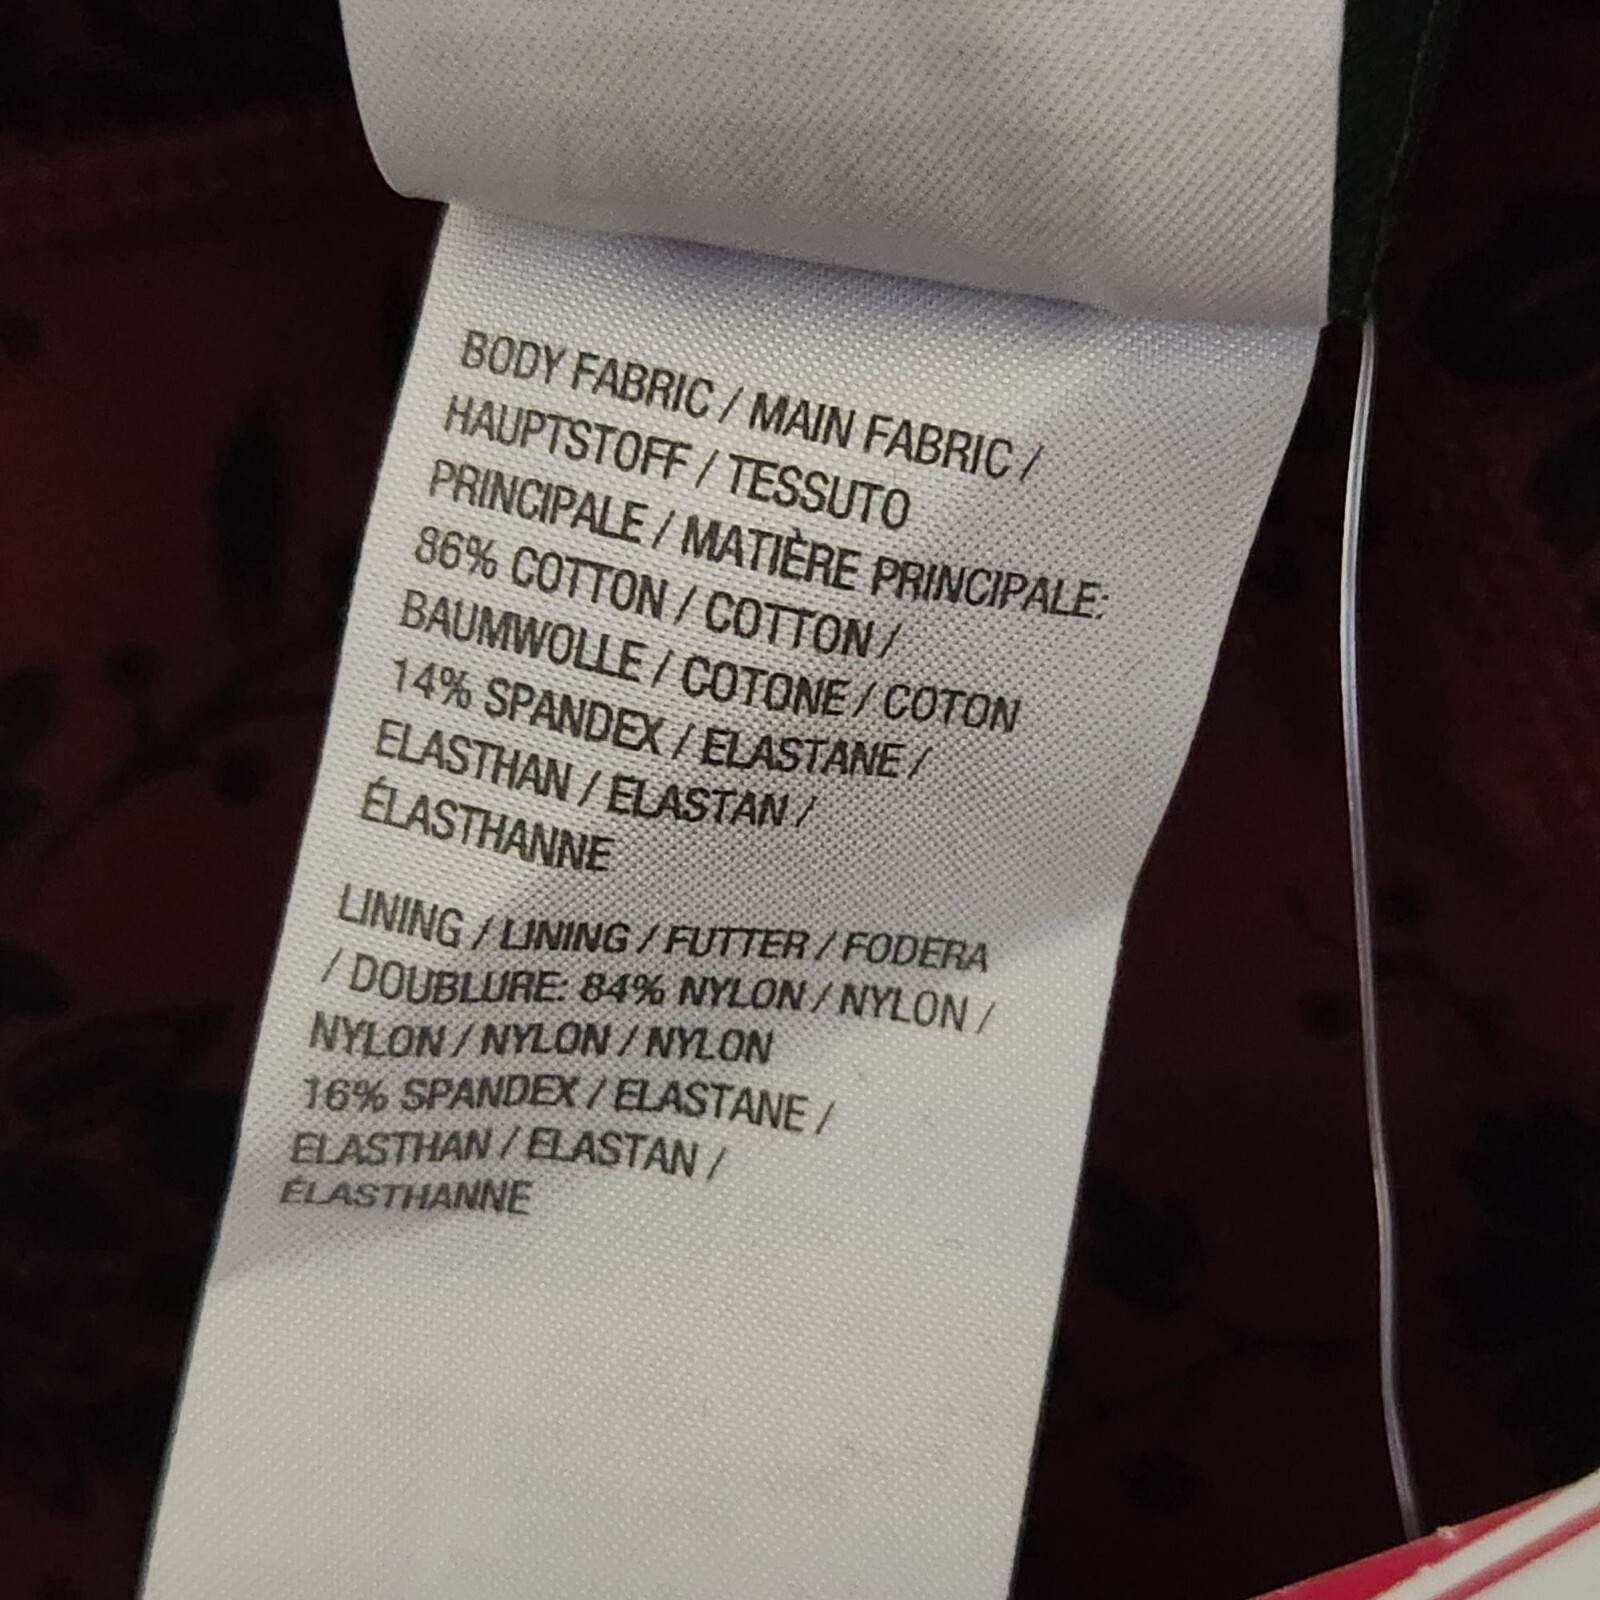 BODY FABRIC / MAIN FABRIC /
HAUPTSTOFF / TESSUTO
PRINCIPALE / MATIÈRE PRINCIPALE:
86% COTTON / COTTON /
BAUMWOLLE / COTONE / COTON
14% SPANDEX / ELASTANE /
ELASTHAN / ELASTAN /
ÉLASTHANNE
LINING / LINING / FUTTER / FODERA
/ DOUBLURE: 84% NYLON / NYLON /
NYLON / NYLON / NYLON
16% SPANDEX / ELASTANE /
ELASTHAN / ELASTAN /
ÉLASTHANNE